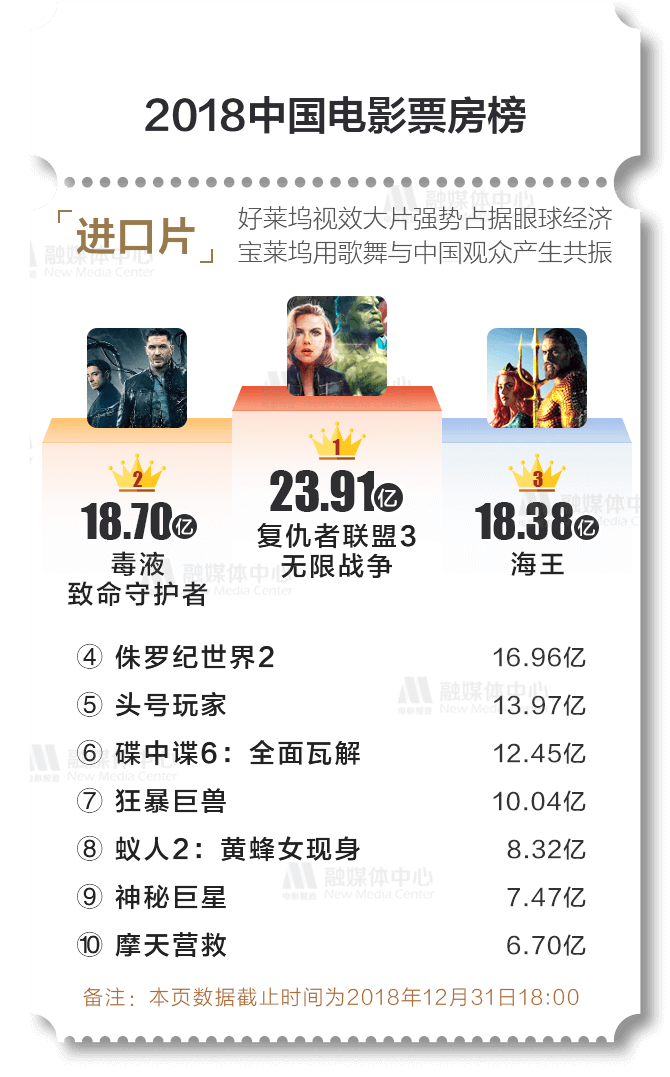 2018中国电影票房榜
「进口片」
好莱坞视效大片强势占据眼球经济
宝莱坞用歌舞与中国观众产生共振
融媒体中心
New Media Center
1
23.91亿
复仇者联盟3
无限战争
2
18.70亿
毒液
致命守护者
3
18.38亿
海王
④ 侏罗纪世界2 16.96亿
⑤ 头号玩家 13.97亿
⑥ 碟中谍6：全面瓦解 12.45亿
⑦ 狂暴巨兽 10.04亿
⑧ 蚁人2：黄蜂女现身 8.32亿
⑨ 神秘巨星 7.47亿
⑩ 摩天营救 6.70亿
备注：本页数据截止时间为2018年12月31日18:00